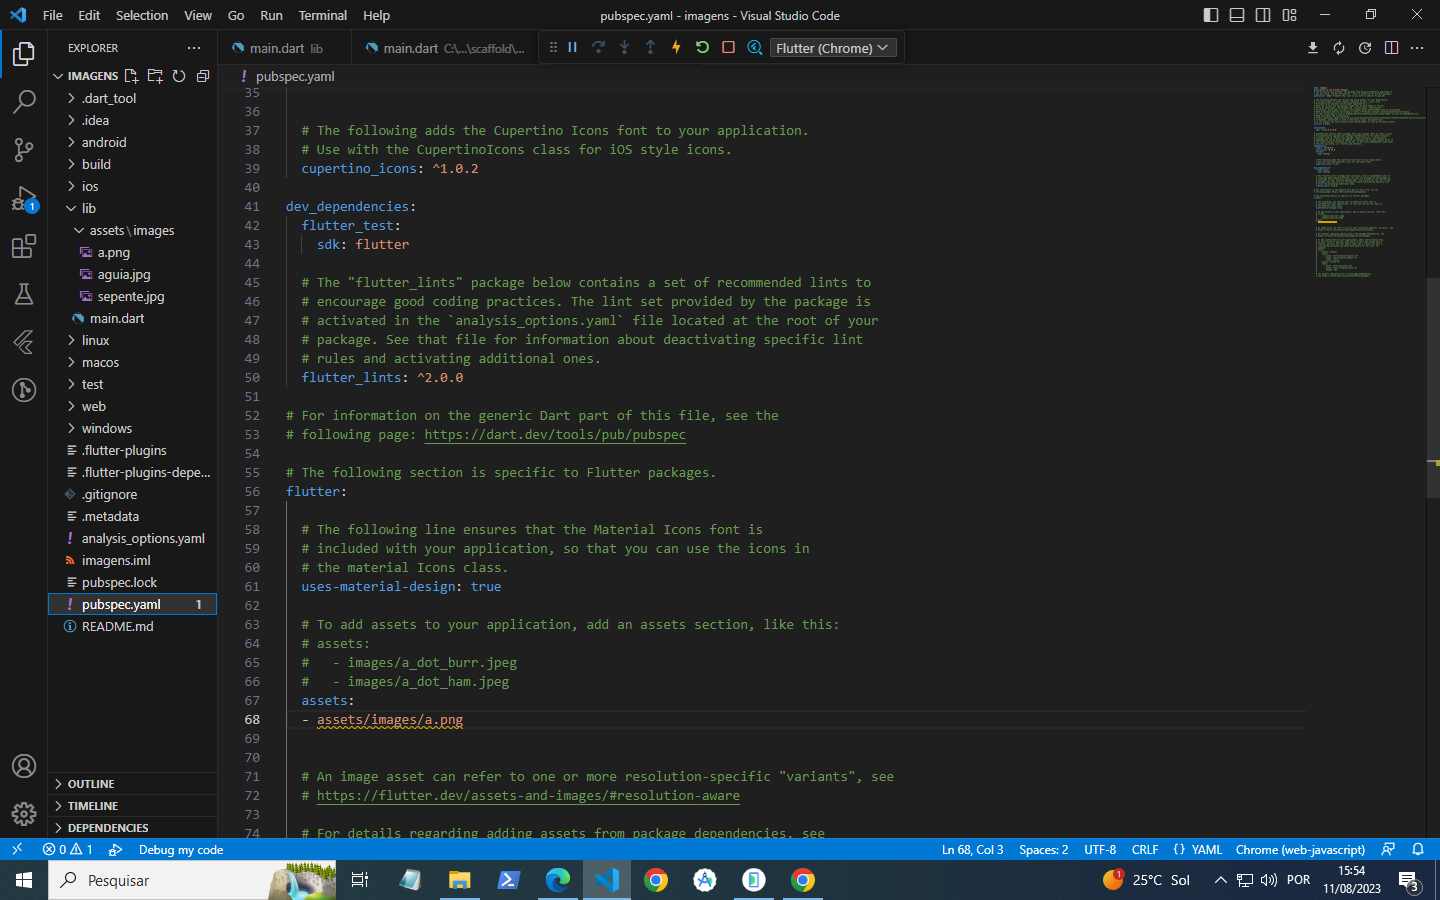 File Edit Selection View Go Run Terminal Help pubspec.yaml - imagens - Visual Studio Code
EXPLORER
main.dart lib
main.dart C:\...\scaffold\...
Flutter (Chrome)
IMAGENS
.dart_tool
.idea
android
build
ios
lib
assets\images
a.png
aguia.jpg
sepente.jpg
main.dart
linux
macos
test
web
windows
.flutter-plugins
.flutter-plugins-depe...
.gitignore
.metadata
analysis_options.yaml
imagens.iml
pubspec.lock
pubspec.yaml 1
README.md
OUTLINE
TIMELINE
DEPENDENCIES
1
! pubspec.yaml
35
36
37 # The following adds the Cupertino Icons font to your application.
38 # Use with the CupertinoIcons class for iOS style icons.
39 cupertino_icons: ^1.0.2
40
41 dev_dependencies:
42 flutter_test:
43 sdk: flutter
44
45 # The "flutter_lints" package below contains a set of recommended lints to
46 # encourage good coding practices. The lint set provided by the package is
47 # activated in the `analysis_options.yaml` file located at the root of your
48 # package. See that file for information about deactivating specific lint
49 # rules and activating additional ones.
50 flutter_lints: ^2.0.0
51
52 # For information on the generic Dart part of this file, see the
53 # following page: https://dart.dev/tools/pub/pubspec
54
55 # The following section is specific to Flutter packages.
56 flutter:
57
58 # The following line ensures that the Material Icons font is
59 # included with your application, so that you can use the icons in
60 # the material Icons class.
61 uses-material-design: true
62
63 # To add assets to your application, add an assets section, like this:
64 # assets:
65 #   - images/a_dot_burr.jpeg
66 #   - images/a_dot_ham.jpeg
67 assets:
68 - assets/images/a.png
69
70
71 # An image asset can refer to one or more resolution-specific "variants", see
72 # https://flutter.dev/assets-and-images/#resolution-aware
73
74 # For details regarding adding assets from package dependencies, see
0 1 Debug my code Ln 68, Col 3 Spaces: 2 UTF-8 CRLF {} YAML Chrome (web-javascript)
Pesquisar
1 25°C Sol POR 15:54
11/08/2023 3